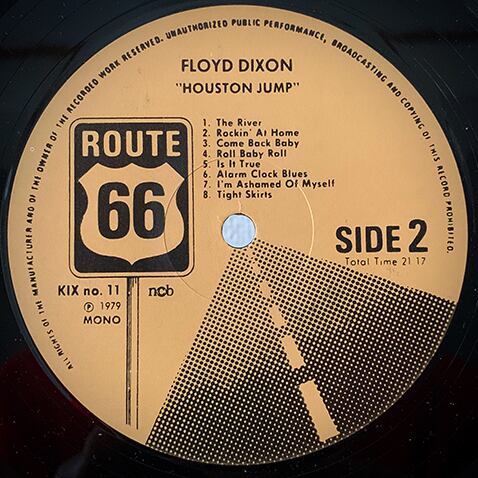 ALL RIGHTS OF THE MANUFACTURER AND OF THE OWNER OF THE RECORDED WORK RESERVED. UNAUTHORIZED PUBLIC PERFORMANCE, BROADCASTING AND COPYING OF THIS RECORD PROHIBITED.
FLOYD DIXON
"HOUSTON JUMP"
1. The River
2. Rockin' At Home
3. Come Back Baby
4. Roll Baby Roll
5. Is It True
6. Alarm Clock Blues
7. I'm Ashamed Of Myself
8. Tight Skirts
ROUTE
66
SIDE 2
Total Time 21 17
KIX no. 11 ncb
℗ 1979
MONO